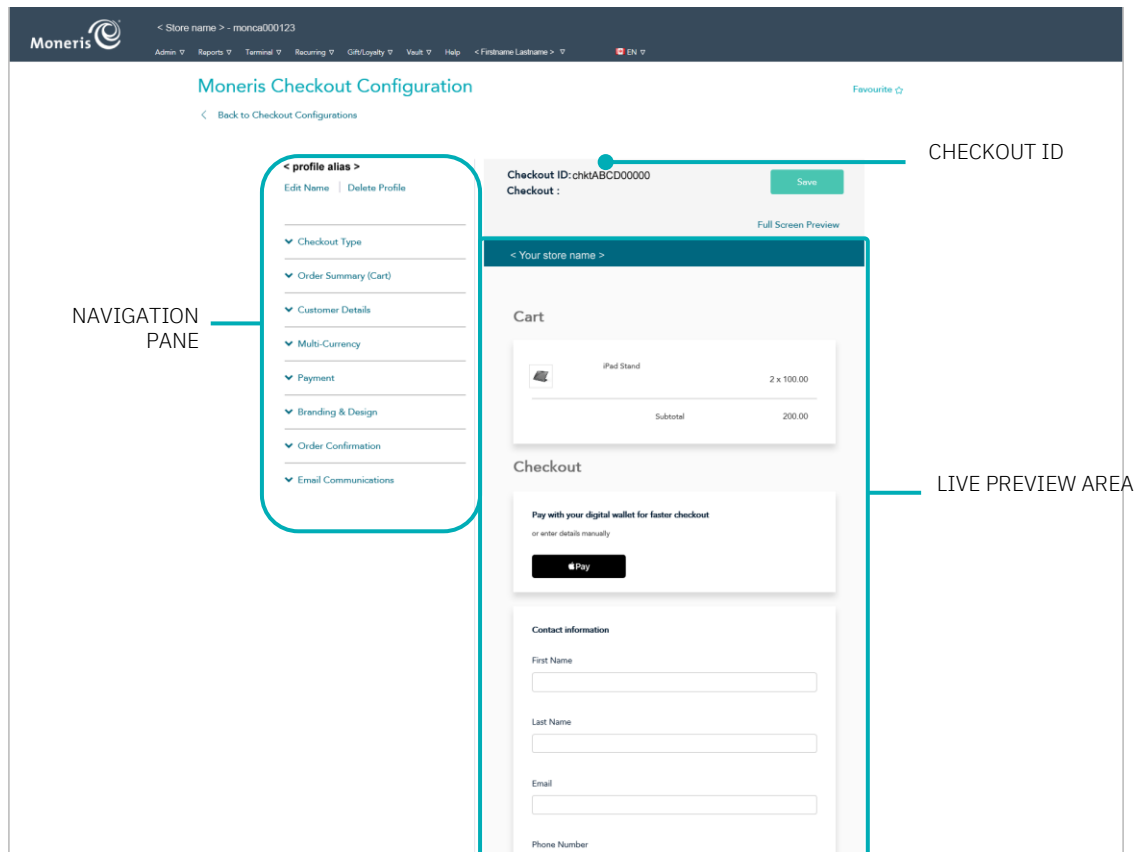 Moneris
< Store name > - monca000123
Admin ▽ Reports ▽ Terminal ▽ Recurring ▽ Gift/Loyalty ▽ Vault ▽ Help < Firstname Lastname > ▽ EN ▽
Moneris Checkout Configuration
Favourite ☆
< Back to Checkout Configurations
CHECKOUT ID
< profile alias >
Edit Name | Delete Profile
Checkout Type
Order Summary (Cart)
Customer Details
Multi-Currency
Payment
Branding & Design
Order Confirmation
Email Communications
NAVIGATION
PANE
Checkout ID: chktABCD00000
Checkout :
Save
Full Screen Preview
< Your store name >
Cart
iPad Stand
2 x 100.00
Subtotal 200.00
Checkout
LIVE PREVIEW AREA
Pay with your digital wallet for faster checkout
or enter details manually
Pay
Contact information
First Name
Last Name
Email
Phone Number